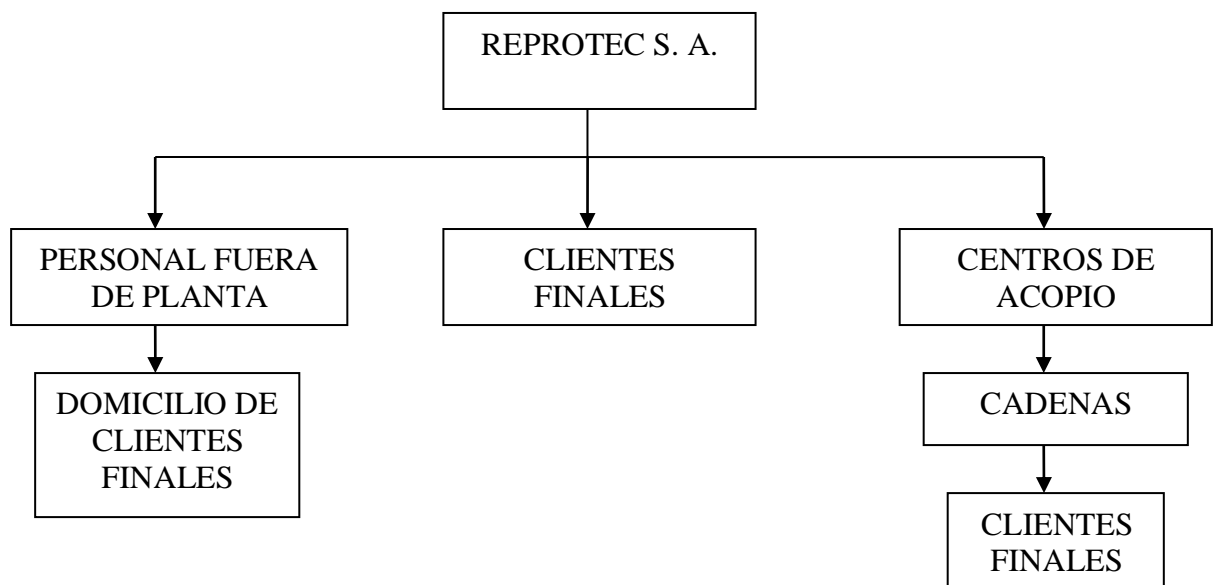 REPROTEC S. A.
PERSONAL FUERA
DE PLANTA
CLIENTES
FINALES
CENTROS DE
ACOPIO
DOMICILIO DE
CLIENTES
FINALES
CADENAS
CLIENTES
FINALES